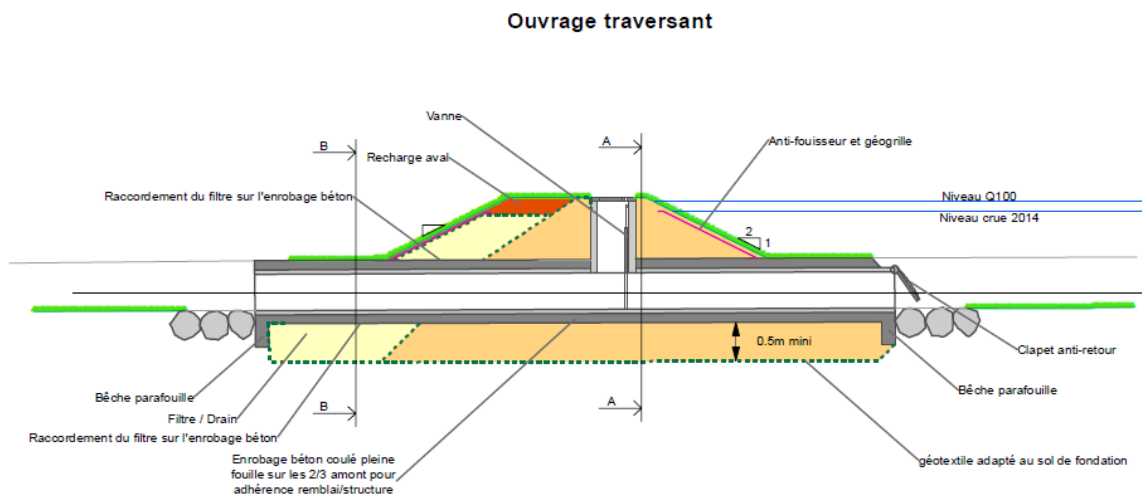 Ouvrage traversant
Vanne
B
A
Anti-fouisseur et géogrille
Recharge aval
Raccordement du filtre sur l'enrobage béton
Niveau Q100
Niveau crue 2014
2
1
0.5m mini
Clapet anti-retour
Bêche parafouille
Bêche parafouille
B
A
Filtre / Drain
Raccordement du filtre sur l'enrobage béton
Enrobage béton coulé pleine
fouille sur les 2/3 amont pour
adhérence remblai/structure
géotextile adapté au sol de fondation